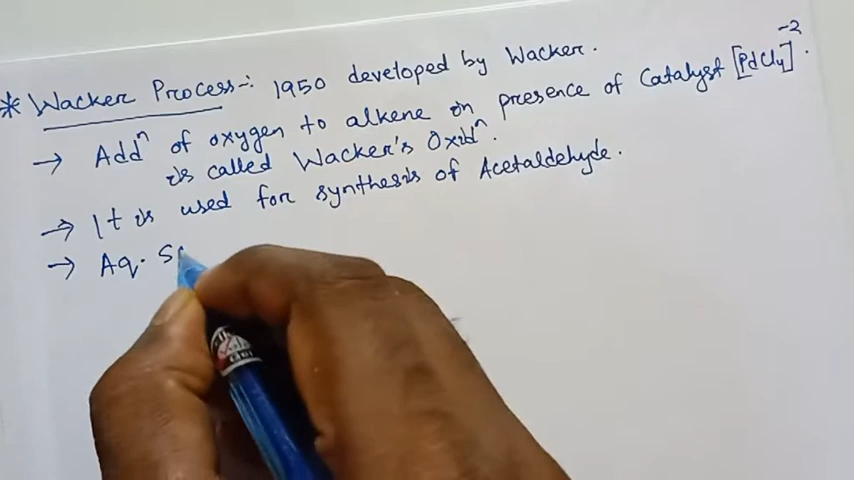 * Wacker Process -: 1950 developed by Wacker.
→ Addⁿ of oxygen to alkene in presence of Catalyst [PdCl₄]⁻².
is called Wacker's Oxidⁿ.
→ It is used for synthesis of Acetaldehyde.
→ Aq. S